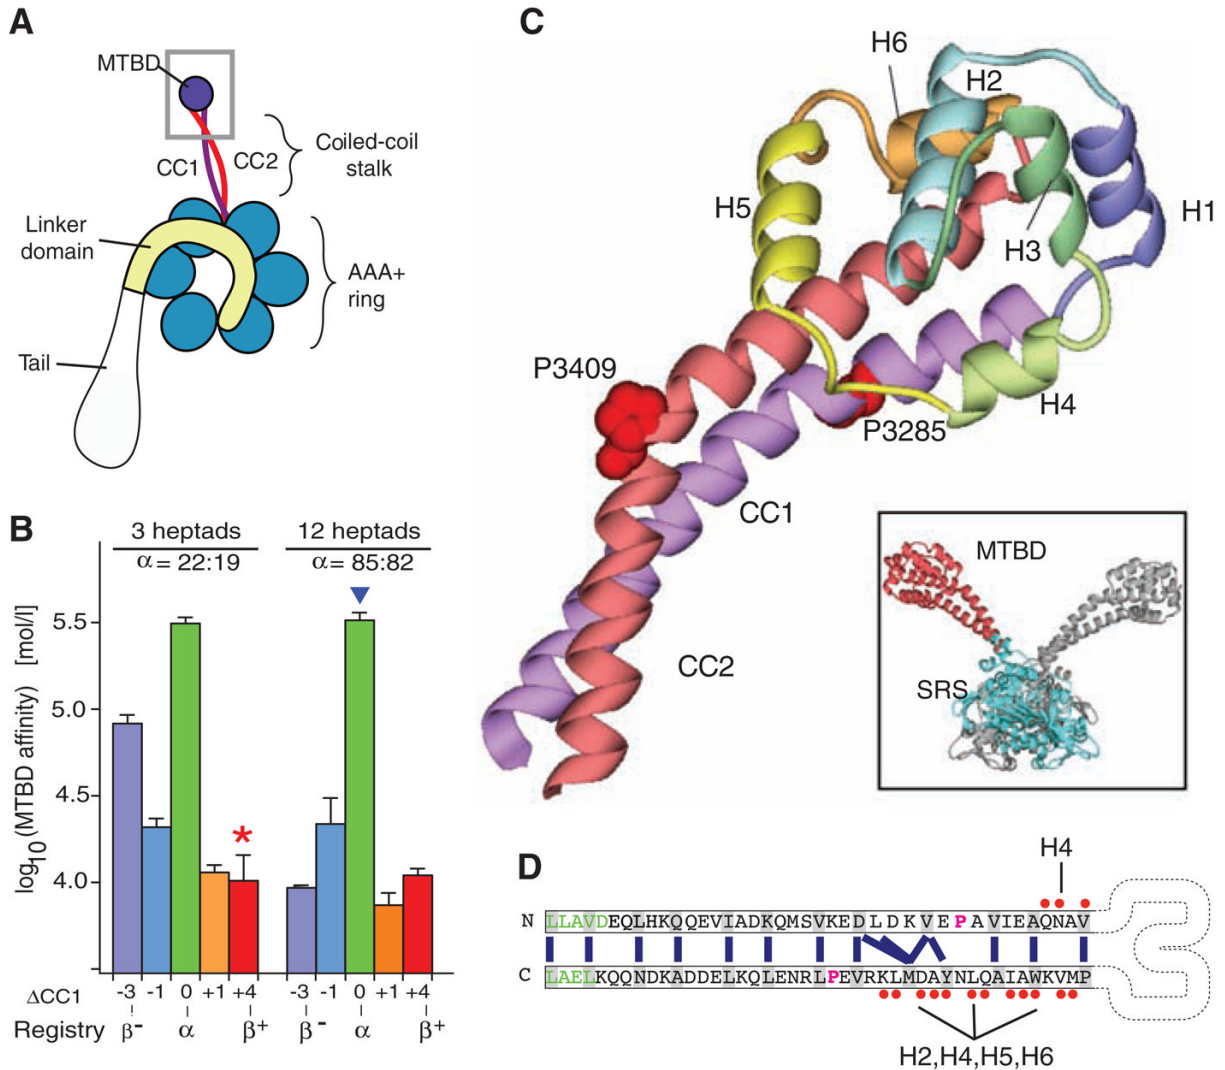 A
MTBD
CC1
CC2
Coiled-coil
stalk
Linker
domain
AAA+
ring
Tail
B
3 heptads
12 heptads
α = 22:19
α = 85:82
log10(MTBD affinity) [mol/l]
5.5
5.0
4.5
4.0
*
ΔCC1
-3 -1 0 +1 +4
-3 -1 0 +1 +4
Registry
β- α β+
β- α β+
C
H6
H2
H5
H1
H3
P3409
H4
P3285
CC1
CC2
MTBD
SRS
D
H4
N LLAVDEQLHKQQEVIADKQMSVKEDLDKVEPAVIEAQNAV
C LAELKQQNDKADDELKQLENRLPEVRKLMDAYNLQAIAWKVMP
H2,H4,H5,H6